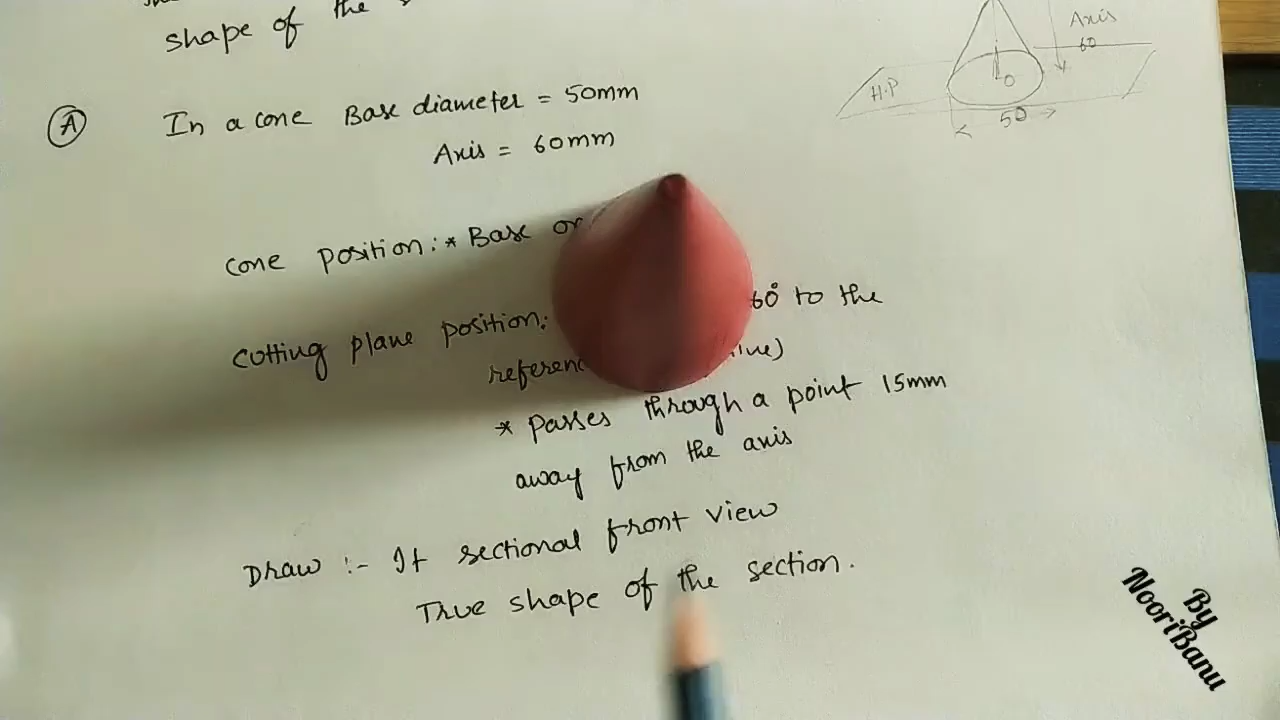 shape of the
Axis
60
H.P
O
50
A In a cone Base diameter = 50mm
Axis = 60mm
cone position: * Base on
cutting plane position: 60° to the
* passes through a point 15mm
away from the axis
Draw :- It sectional front view
True shape of the section.
By
NooriBanu